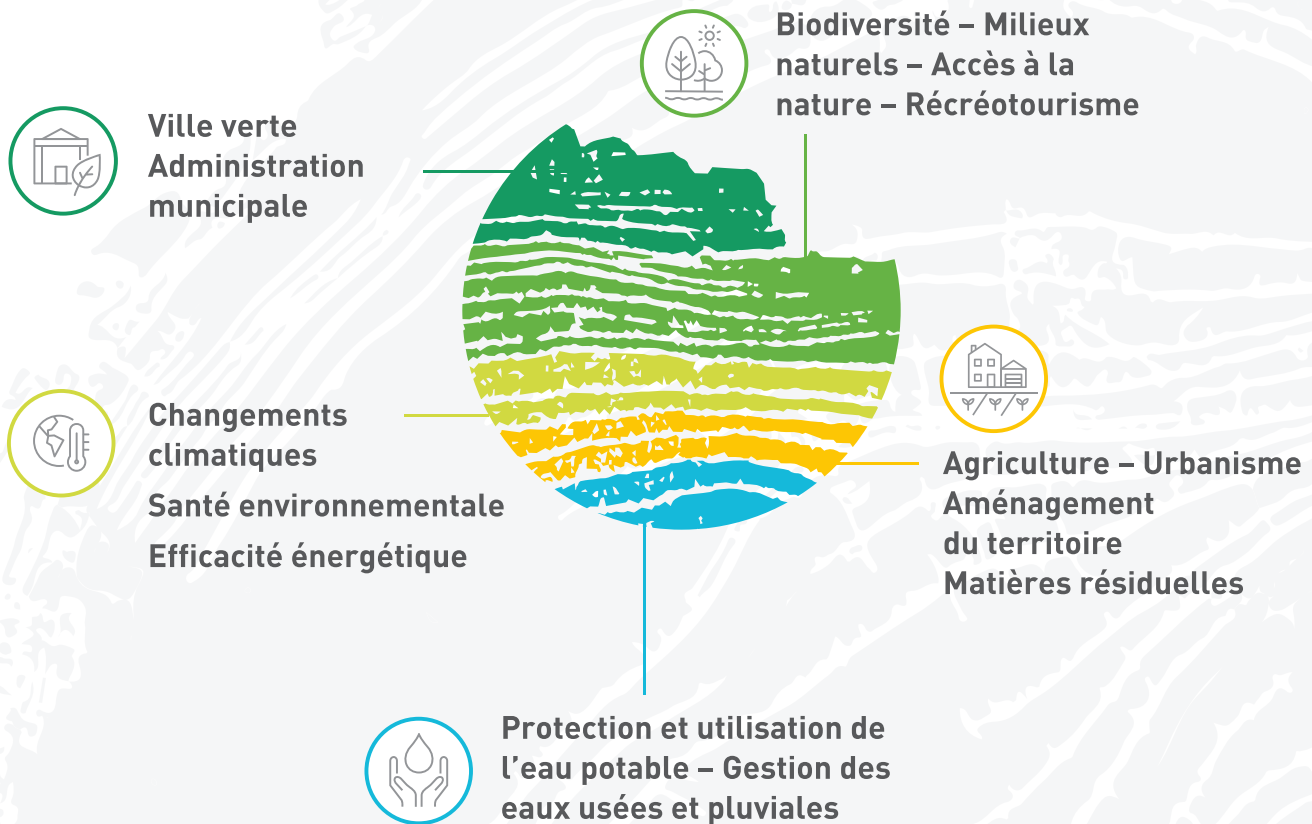 Biodiversité – Milieux
naturels – Accès à la
nature – Récréotourisme
Ville verte
Administration
municipale
Changements
climatiques
Santé environnementale
Efficacité énergétique
Agriculture – Urbanisme
Aménagement
du territoire
Matières résiduelles
Protection et utilisation de
l’eau potable – Gestion des
eaux usées et pluviales